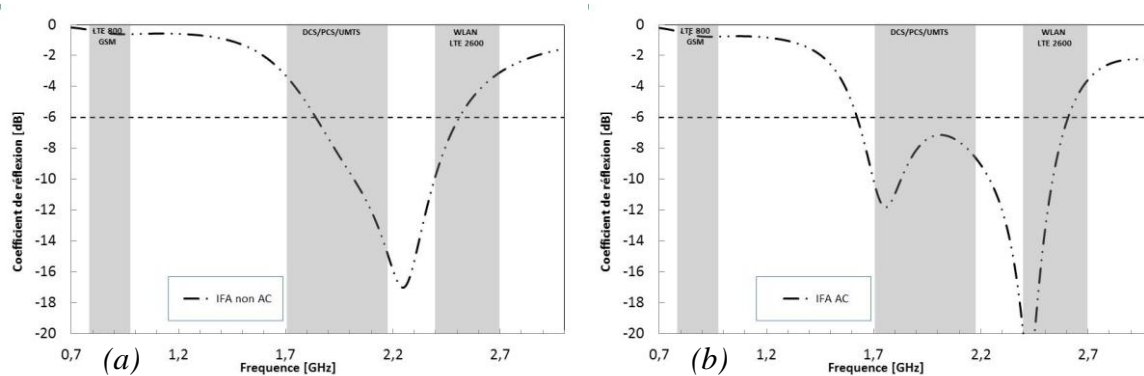 0
-2
-4
-6
-8
-10
-12
-14
-16
-18
-20
Coefficient de réflexion [dB]
LTE 800
GSM
DCS/PCS/UMTS
WLAN
LTE 2600
IFA non AC
0,7
1,2
1,7
2,2
2,7
(a)
Frequence [GHz]
0
-2
-4
-6
-8
-10
-12
-14
-16
-18
-20
Coefficient de réflexion [dB]
LTE 800
GSM
DCS/PCS/UMTS
WLAN
LTE 2600
IFA AC
0,7
1,2
1,7
2,2
2,7
(b)
Frequence [GHz]